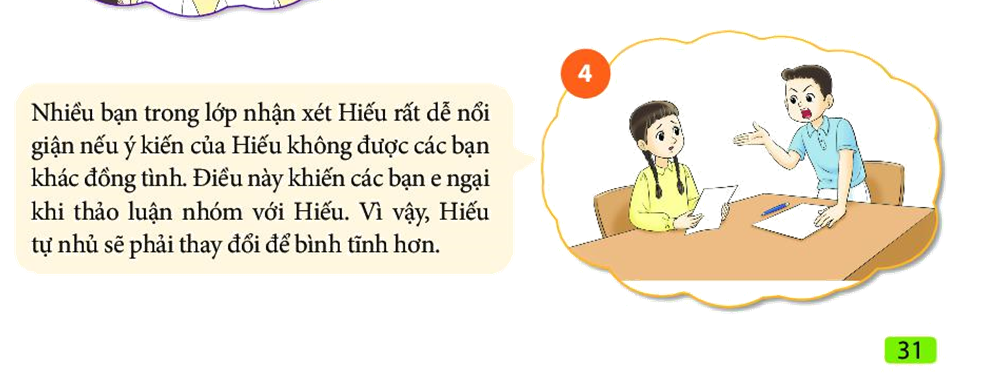 4
Nhiều bạn trong lớp nhận xét Hiếu rất dễ nổi
giận nếu ý kiến của Hiếu không được các bạn
khác đồng tình. Điều này khiến các bạn e ngại
khi thảo luận nhóm với Hiếu. Vì vậy, Hiếu
tự nhủ sẽ phải thay đổi để bình tĩnh hơn.
31